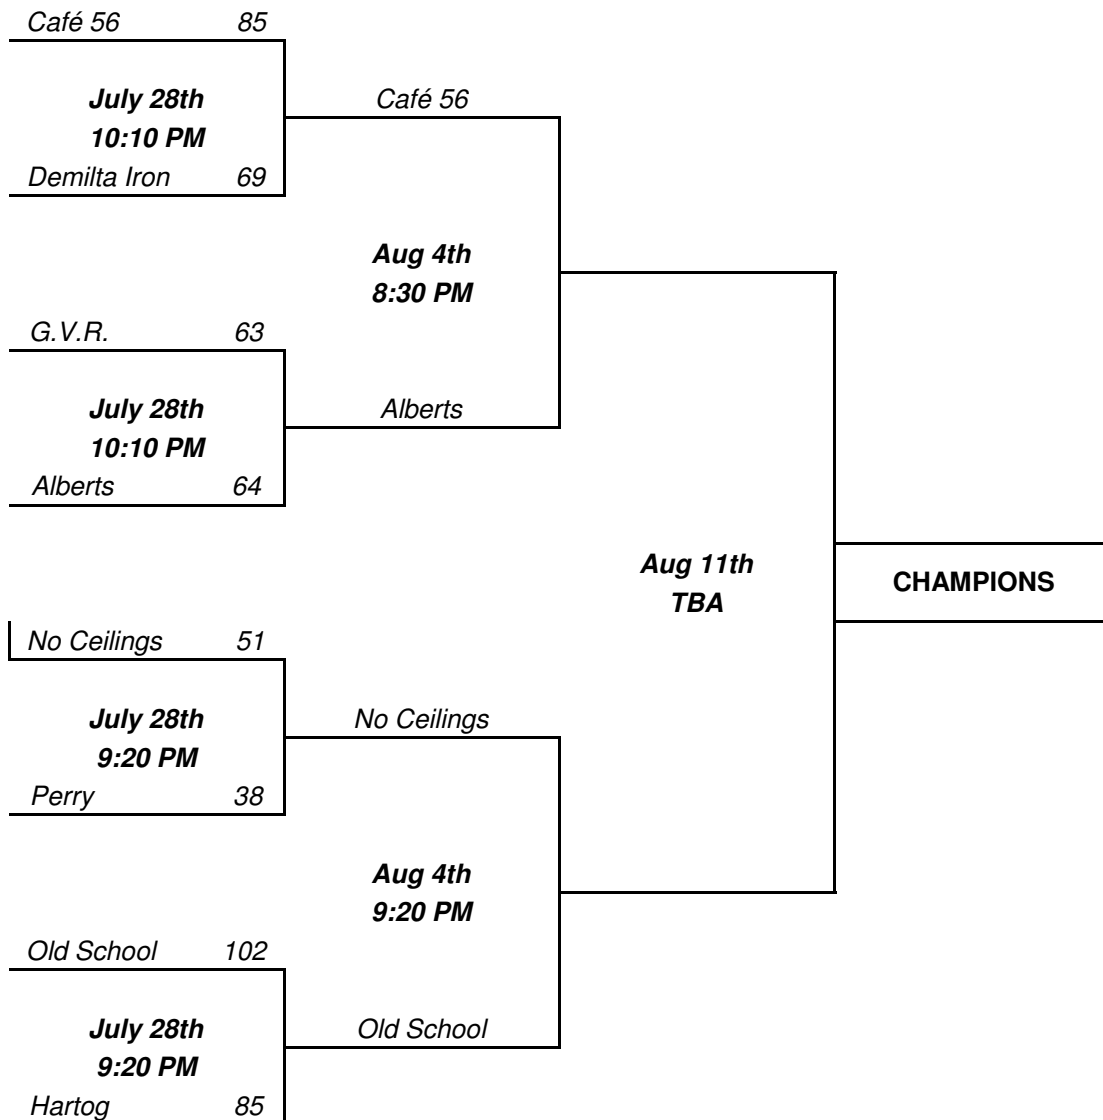 Café 56 85
July 28th
Café 56
10:10 PM
Demilta Iron 69
Aug 4th
8:30 PM
G.V.R. 63
July 28th
Alberts
10:10 PM
Alberts 64
Aug 11th
CHAMPIONS
TBA
No Ceilings 51
July 28th
No Ceilings
9:20 PM
Perry 38
Aug 4th
9:20 PM
Old School 102
July 28th
Old School
9:20 PM
Hartog 85